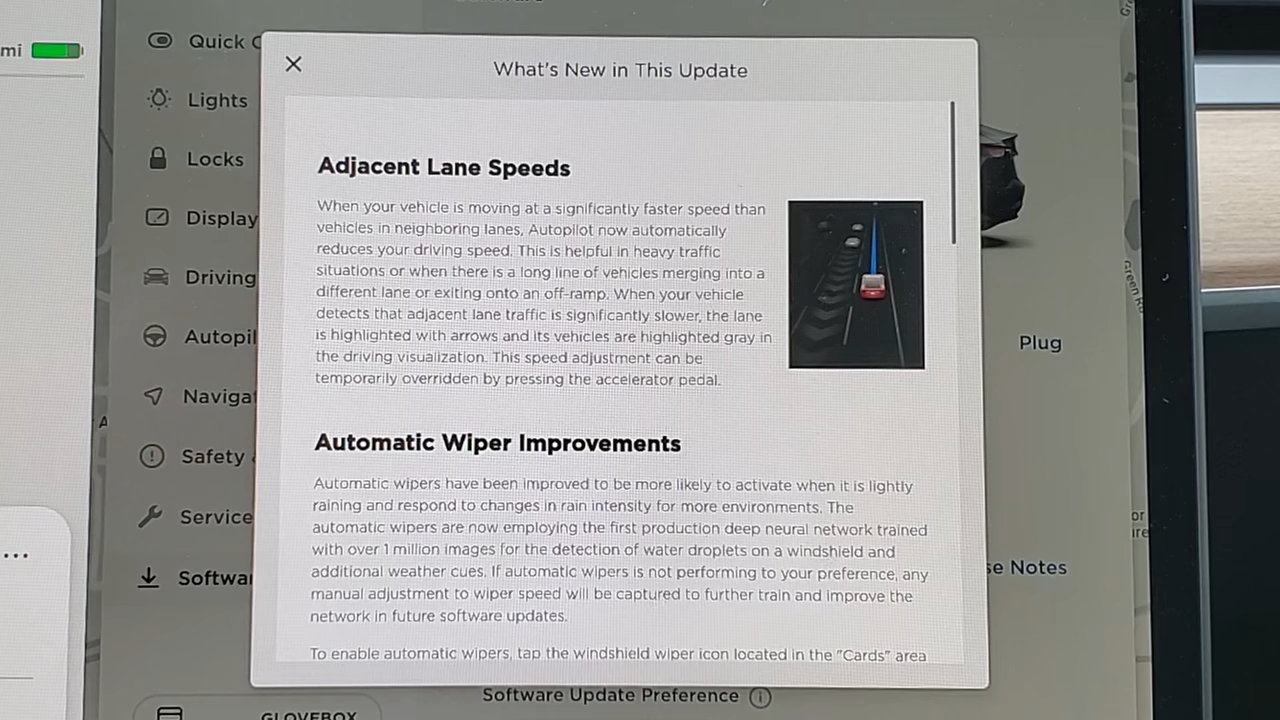 mi
Quick C
Lights
Locks
Display
Driving
Autopil
Naviga
Safety
Service
Softwa
What's New in This Update
Adjacent Lane Speeds
When your vehicle is moving at a significantly faster speed than
vehicles in neighboring lanes, Autopilot now automatically
reduces your driving speed. This is helpful in heavy traffic
situations or when there is a long line of vehicles merging into a
different lane or exiting onto an off-ramp. When your vehicle
detects that adjacent lane traffic is significantly slower, the lane
is highlighted with arrows and its vehicles are highlighted gray in
the driving visualization. This speed adjustment can be
temporarily overridden by pressing the accelerator pedal.
Automatic Wiper Improvements
Automatic wipers have been improved to be more likely to activate when it is lightly
raining and respond to changes in rain intensity for more environments. The
automatic wipers are now employing the first production deep neural network trained
with over 1 million images for the detection of water droplets on a windshield and
additional weather cues. If automatic wipers is not performing to your preference, any
manual adjustment to wiper speed will be captured to further train and improve the
network in future software updates.
To enable automatic wipers, tap the windshield wiper icon located in the "Cards" area
Plug
se Notes
Green R
Software Update Preference
GLOVEBOX